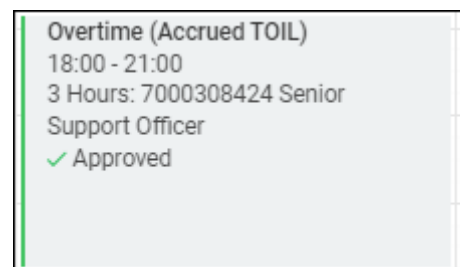 Overtime (Accrued TOIL)
18:00 - 21:00
3 Hours: 7000308424 Senior
Support Officer
✓ Approved